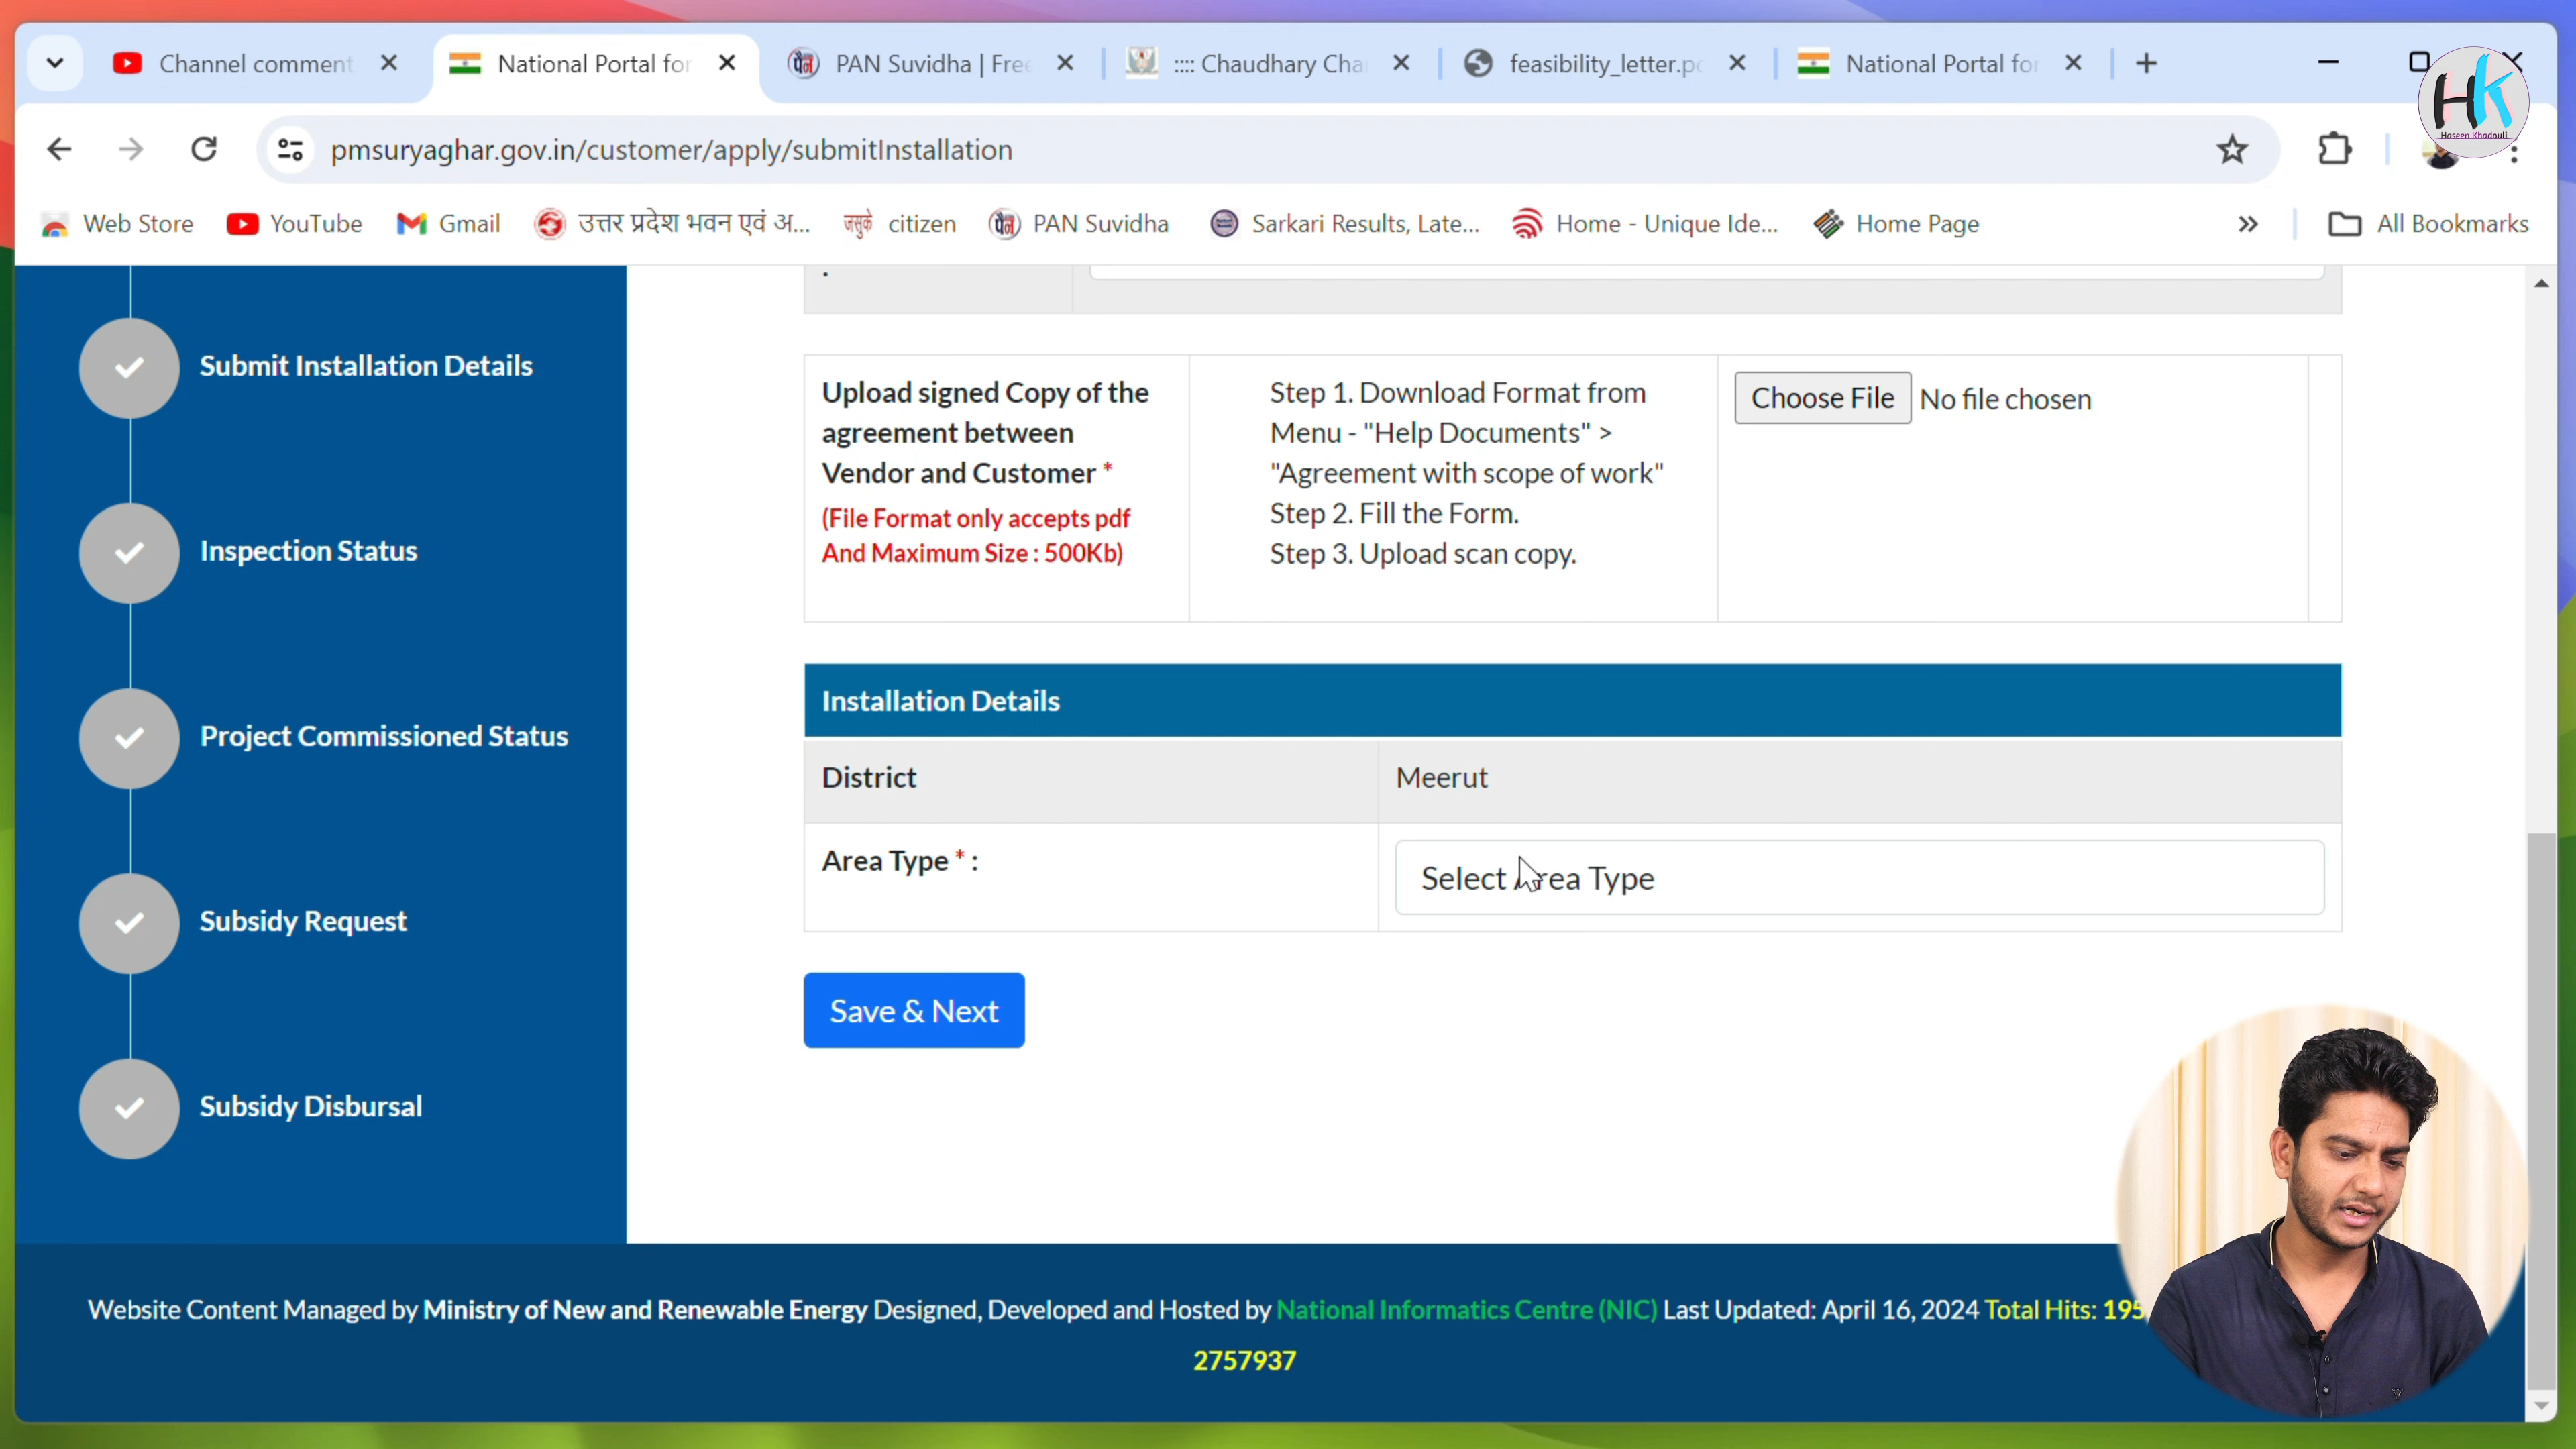 Channel comment
National Portal for
PAN Suvidha | Free
:::: Chaudhary Cha
feasibility_letter.pd
National Portal for
HK
Haseen Khadouli
pmsuryaghar.gov.in/customer/apply/submitInstallation
Web Store
YouTube
Gmail
उत्तर प्रदेश भवन एवं अ...
जसुके citizen
PAN Suvidha
Sarkari Results, Late...
Home - Unique Ide...
Home Page
All Bookmarks
Submit Installation Details
Inspection Status
Project Commissioned Status
Subsidy Request
Subsidy Disbursal
Upload signed Copy of the
agreement between
Vendor and Customer *
(File Format only accepts pdf
And Maximum Size : 500Kb)
Step 1. Download Format from
Menu - "Help Documents" >
"Agreement with scope of work"
Step 2. Fill the Form.
Step 3. Upload scan copy.
Choose File No file chosen
Installation Details
District
Meerut
Area Type * :
Select Area Type
Save & Next
Website Content Managed by Ministry of New and Renewable Energy Designed, Developed and Hosted by National Informatics Centre (NIC) Last Updated: April 16, 2024 Total Hits: 195
2757937